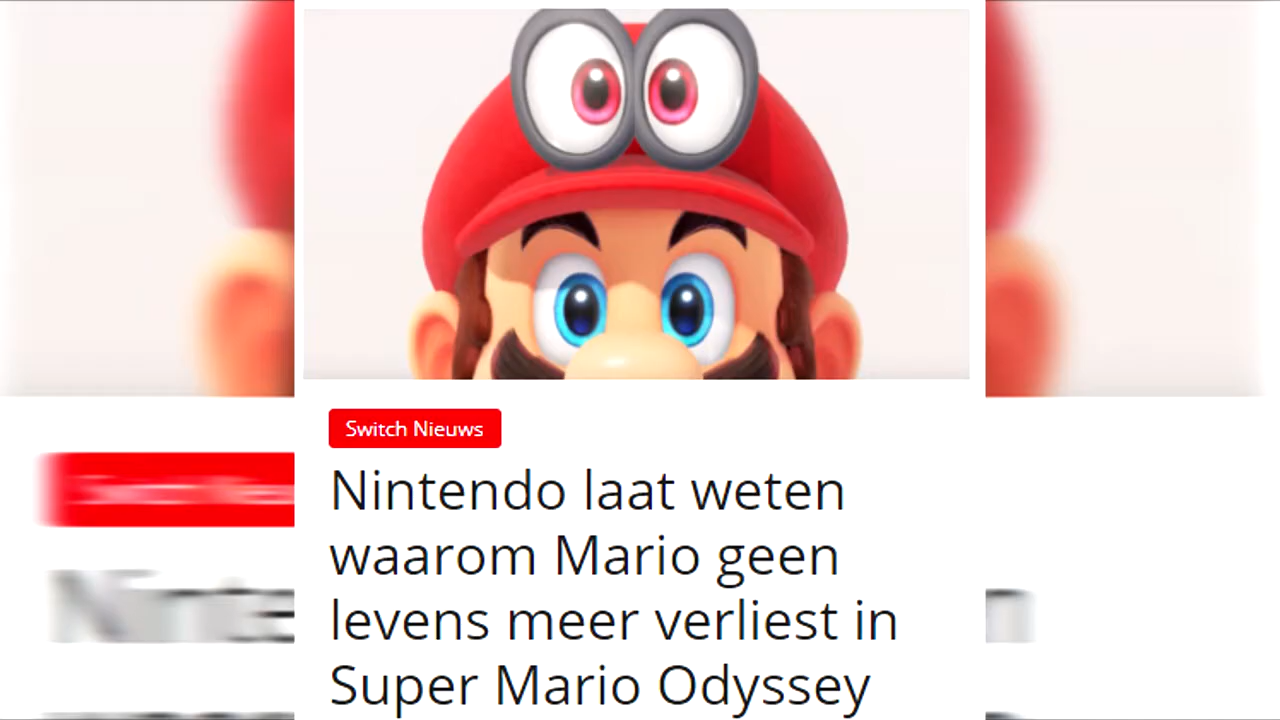 Switch Nieuws
Nintendo laat weten
waarom Mario geen
levens meer verliest in
Super Mario Odyssey